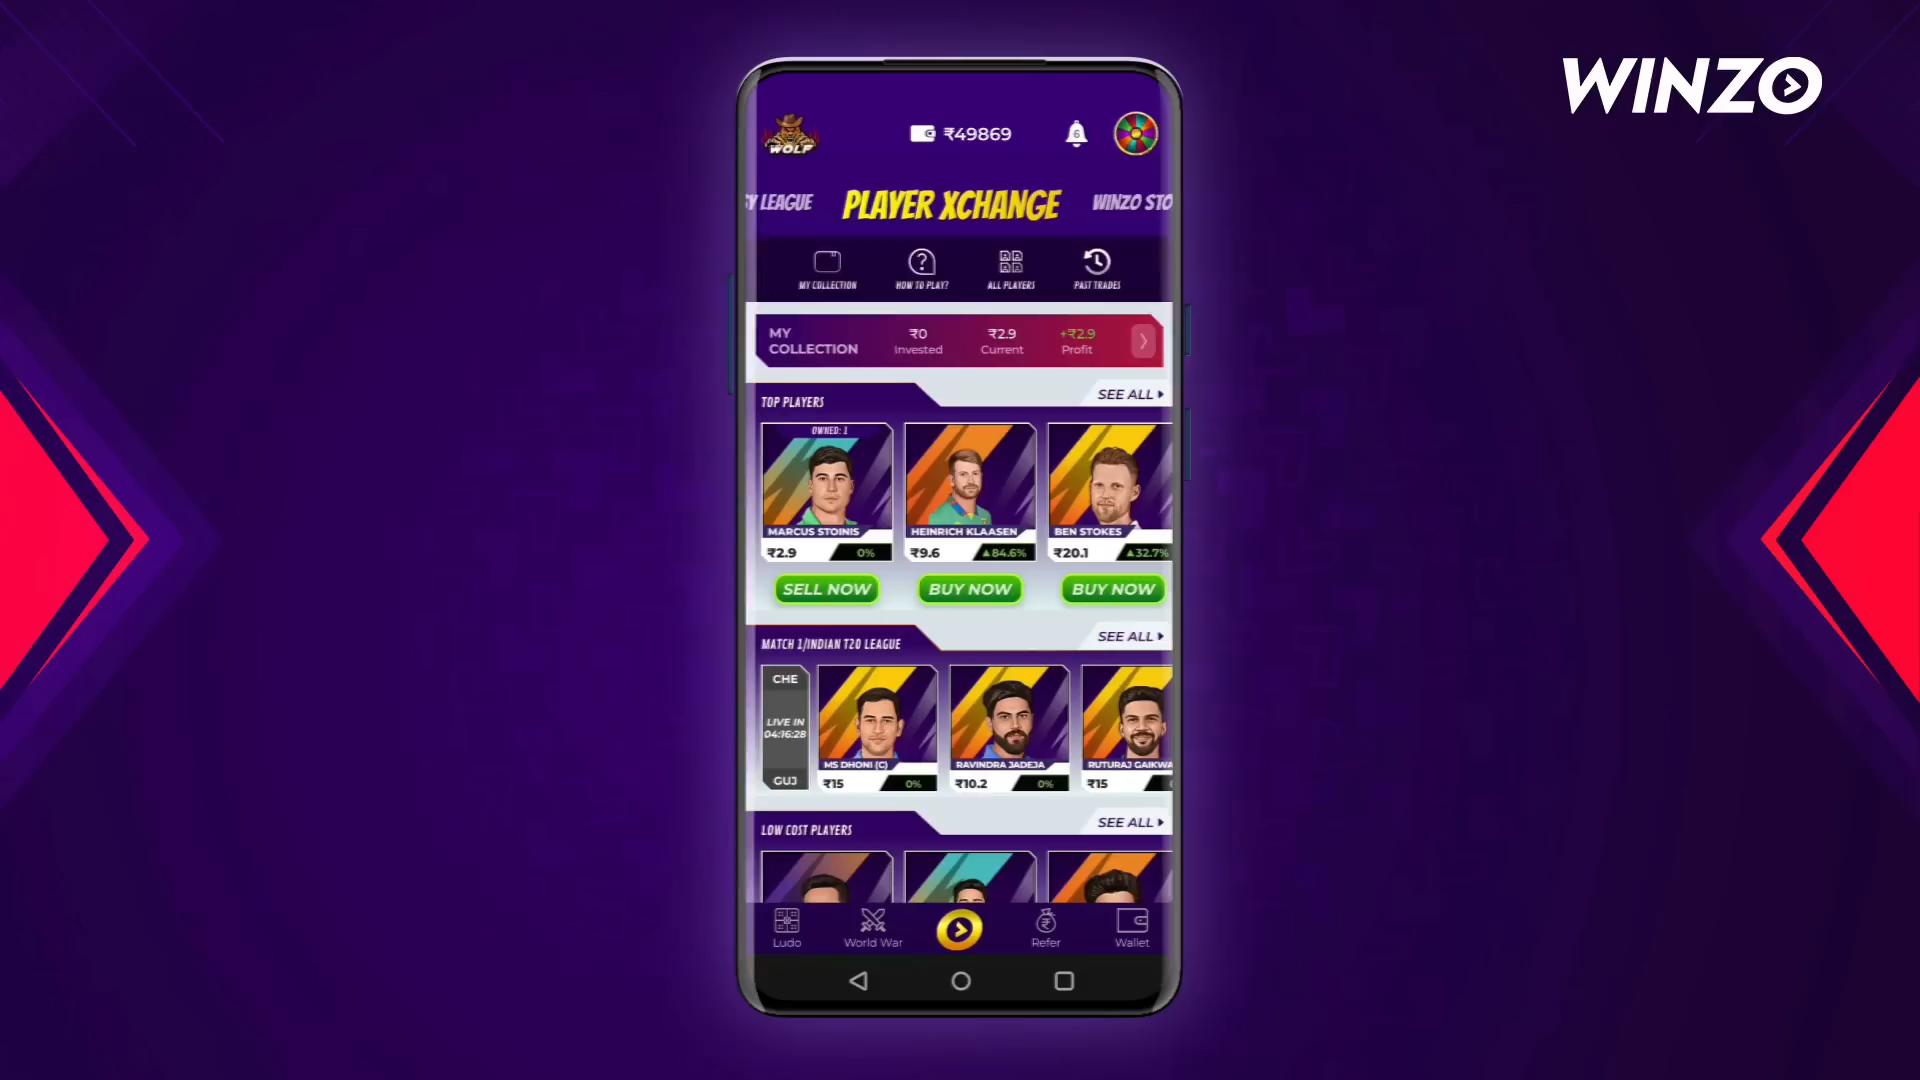 WINZO
WOLF
₹49869
6
SY LEAGUE
PLAYER XCHANGE
WINZO STO
MY COLLECTION
HOW TO PLAY?
ALL PLAYERS
PAST TRADES
MY COLLECTION
₹0 Invested
₹2.9 Current
+₹2.9 Profit
TOP PLAYERS
SEE ALL
OWNED: 1
MARCUS STOINIS
₹2.9 0%
SELL NOW
HEINRICH KLAASEN
₹9.6 ▲84.6%
BUY NOW
BEN STOKES
₹20.1 ▲32.7%
BUY NOW
MATCH 1/INDIAN T20 LEAGUE
SEE ALL
CHE
LIVE IN
04:16:28
GUJ
MS DHONI (C)
₹15 0%
RAVINDRA JADEJA
₹10.2 0%
RUTURAJ GAIKWA
₹15
LOW COST PLAYERS
SEE ALL
Ludo
World War
Refer
Wallet